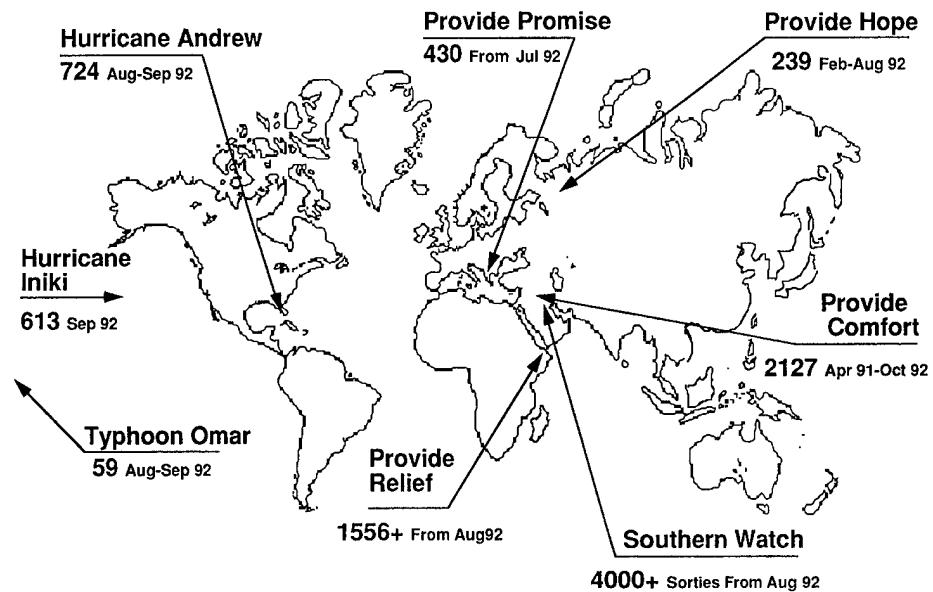 Provide Promise
430 From Jul 92
Provide Hope
239 Feb-Aug 92
Hurricane Andrew
724 Aug-Sep 92
Hurricane
Iniki
613 Sep 92
Provide
Comfort
2127 Apr 91-Oct 92
Typhoon Omar
59 Aug-Sep 92
Provide
Relief
1556+ From Aug92
Southern Watch
4000+ Sorties From Aug 92